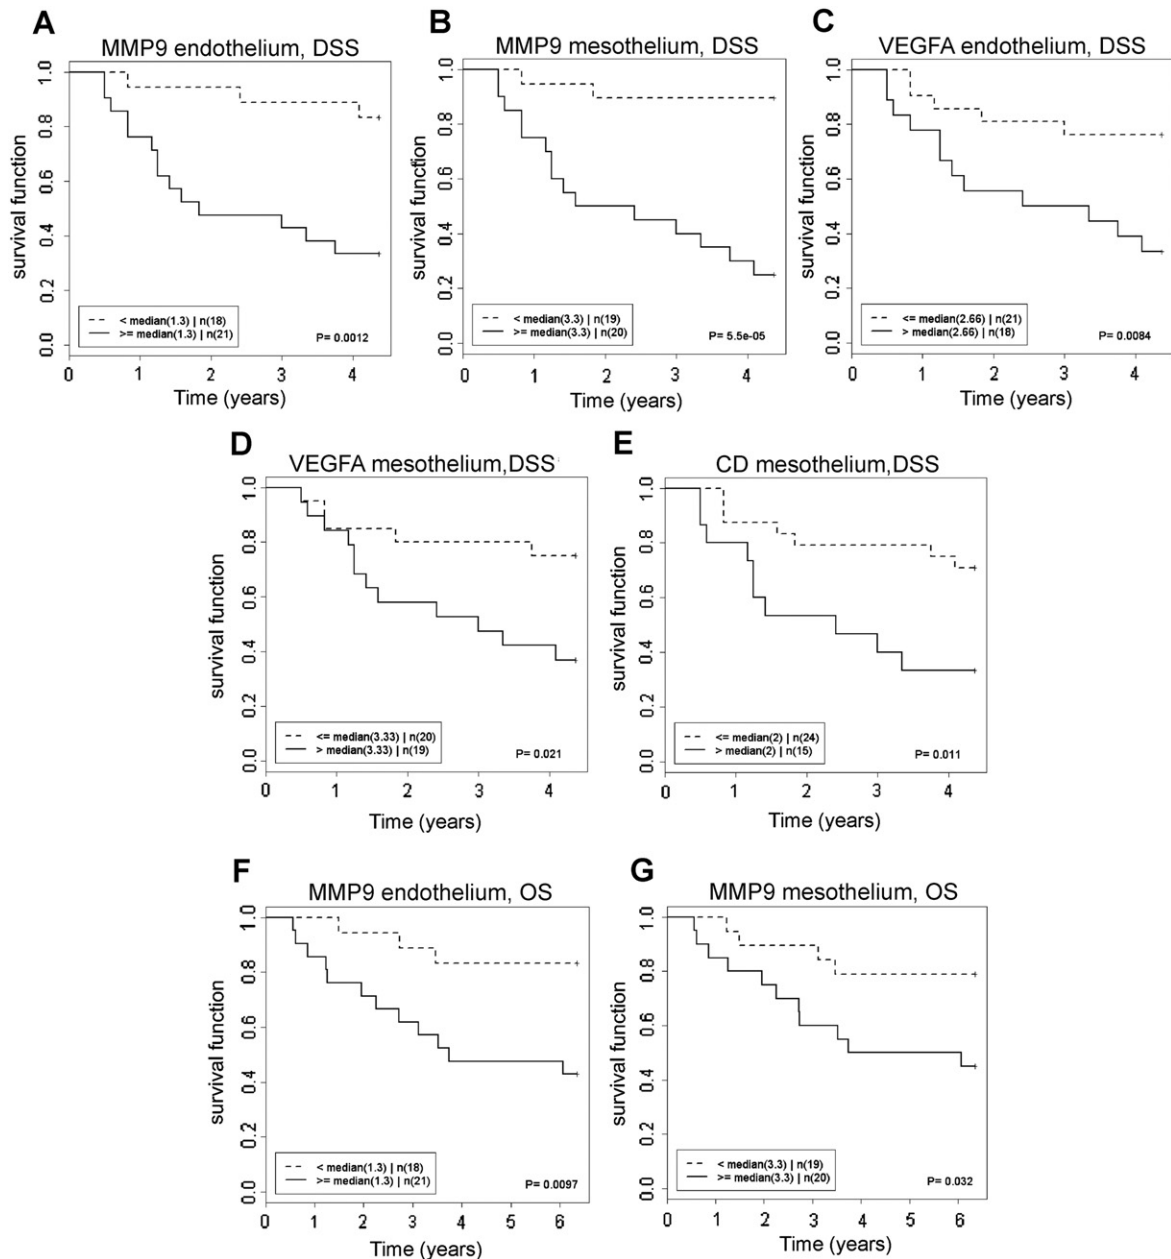 A
MMP9 endothelium, DSS
survival function
1.0
0.8
0.6
0.4
0.2
0.0
< median(1.3) | n(18)
>= median(1.3) | n(21)
P= 0.0012
0 1 2 3 4
Time (years)
B
MMP9 mesothelium, DSS
survival function
1.0
0.8
0.6
0.4
0.2
0.0
< median(3.3) | n(19)
>= median(3.3) | n(20)
P= 5.5e-05
0 1 2 3 4
Time (years)
C
VEGFA endothelium, DSS
survival function
1.0
0.8
0.6
0.4
0.2
0.0
<= median(2.66) | n(21)
> median(2.66) | n(18)
P= 0.0084
0 1 2 3 4
Time (years)
D
VEGFA mesothelium,DSS
survival function
1.0
0.8
0.6
0.4
0.2
0.0
<= median(3.33) | n(20)
> median(3.33) | n(19)
P= 0.021
0 1 2 3 4
Time (years)
E
CD mesothelium,DSS
survival function
1.0
0.8
0.6
0.4
0.2
0.0
<= median(2) | n(24)
> median(2) | n(15)
P= 0.011
0 1 2 3 4
Time (years)
F
MMP9 endothelium, OS
survival function
1.0
0.8
0.6
0.4
0.2
0.0
< median(1.3) | n(18)
>= median(1.3) | n(21)
P= 0.0097
0 1 2 3 4 5 6
Time (years)
G
MMP9 mesothelium, OS
survival function
1.0
0.8
0.6
0.4
0.2
0.0
< median(3.3) | n(19)
>= median(3.3) | n(20)
P= 0.032
0 1 2 3 4 5 6
Time (years)